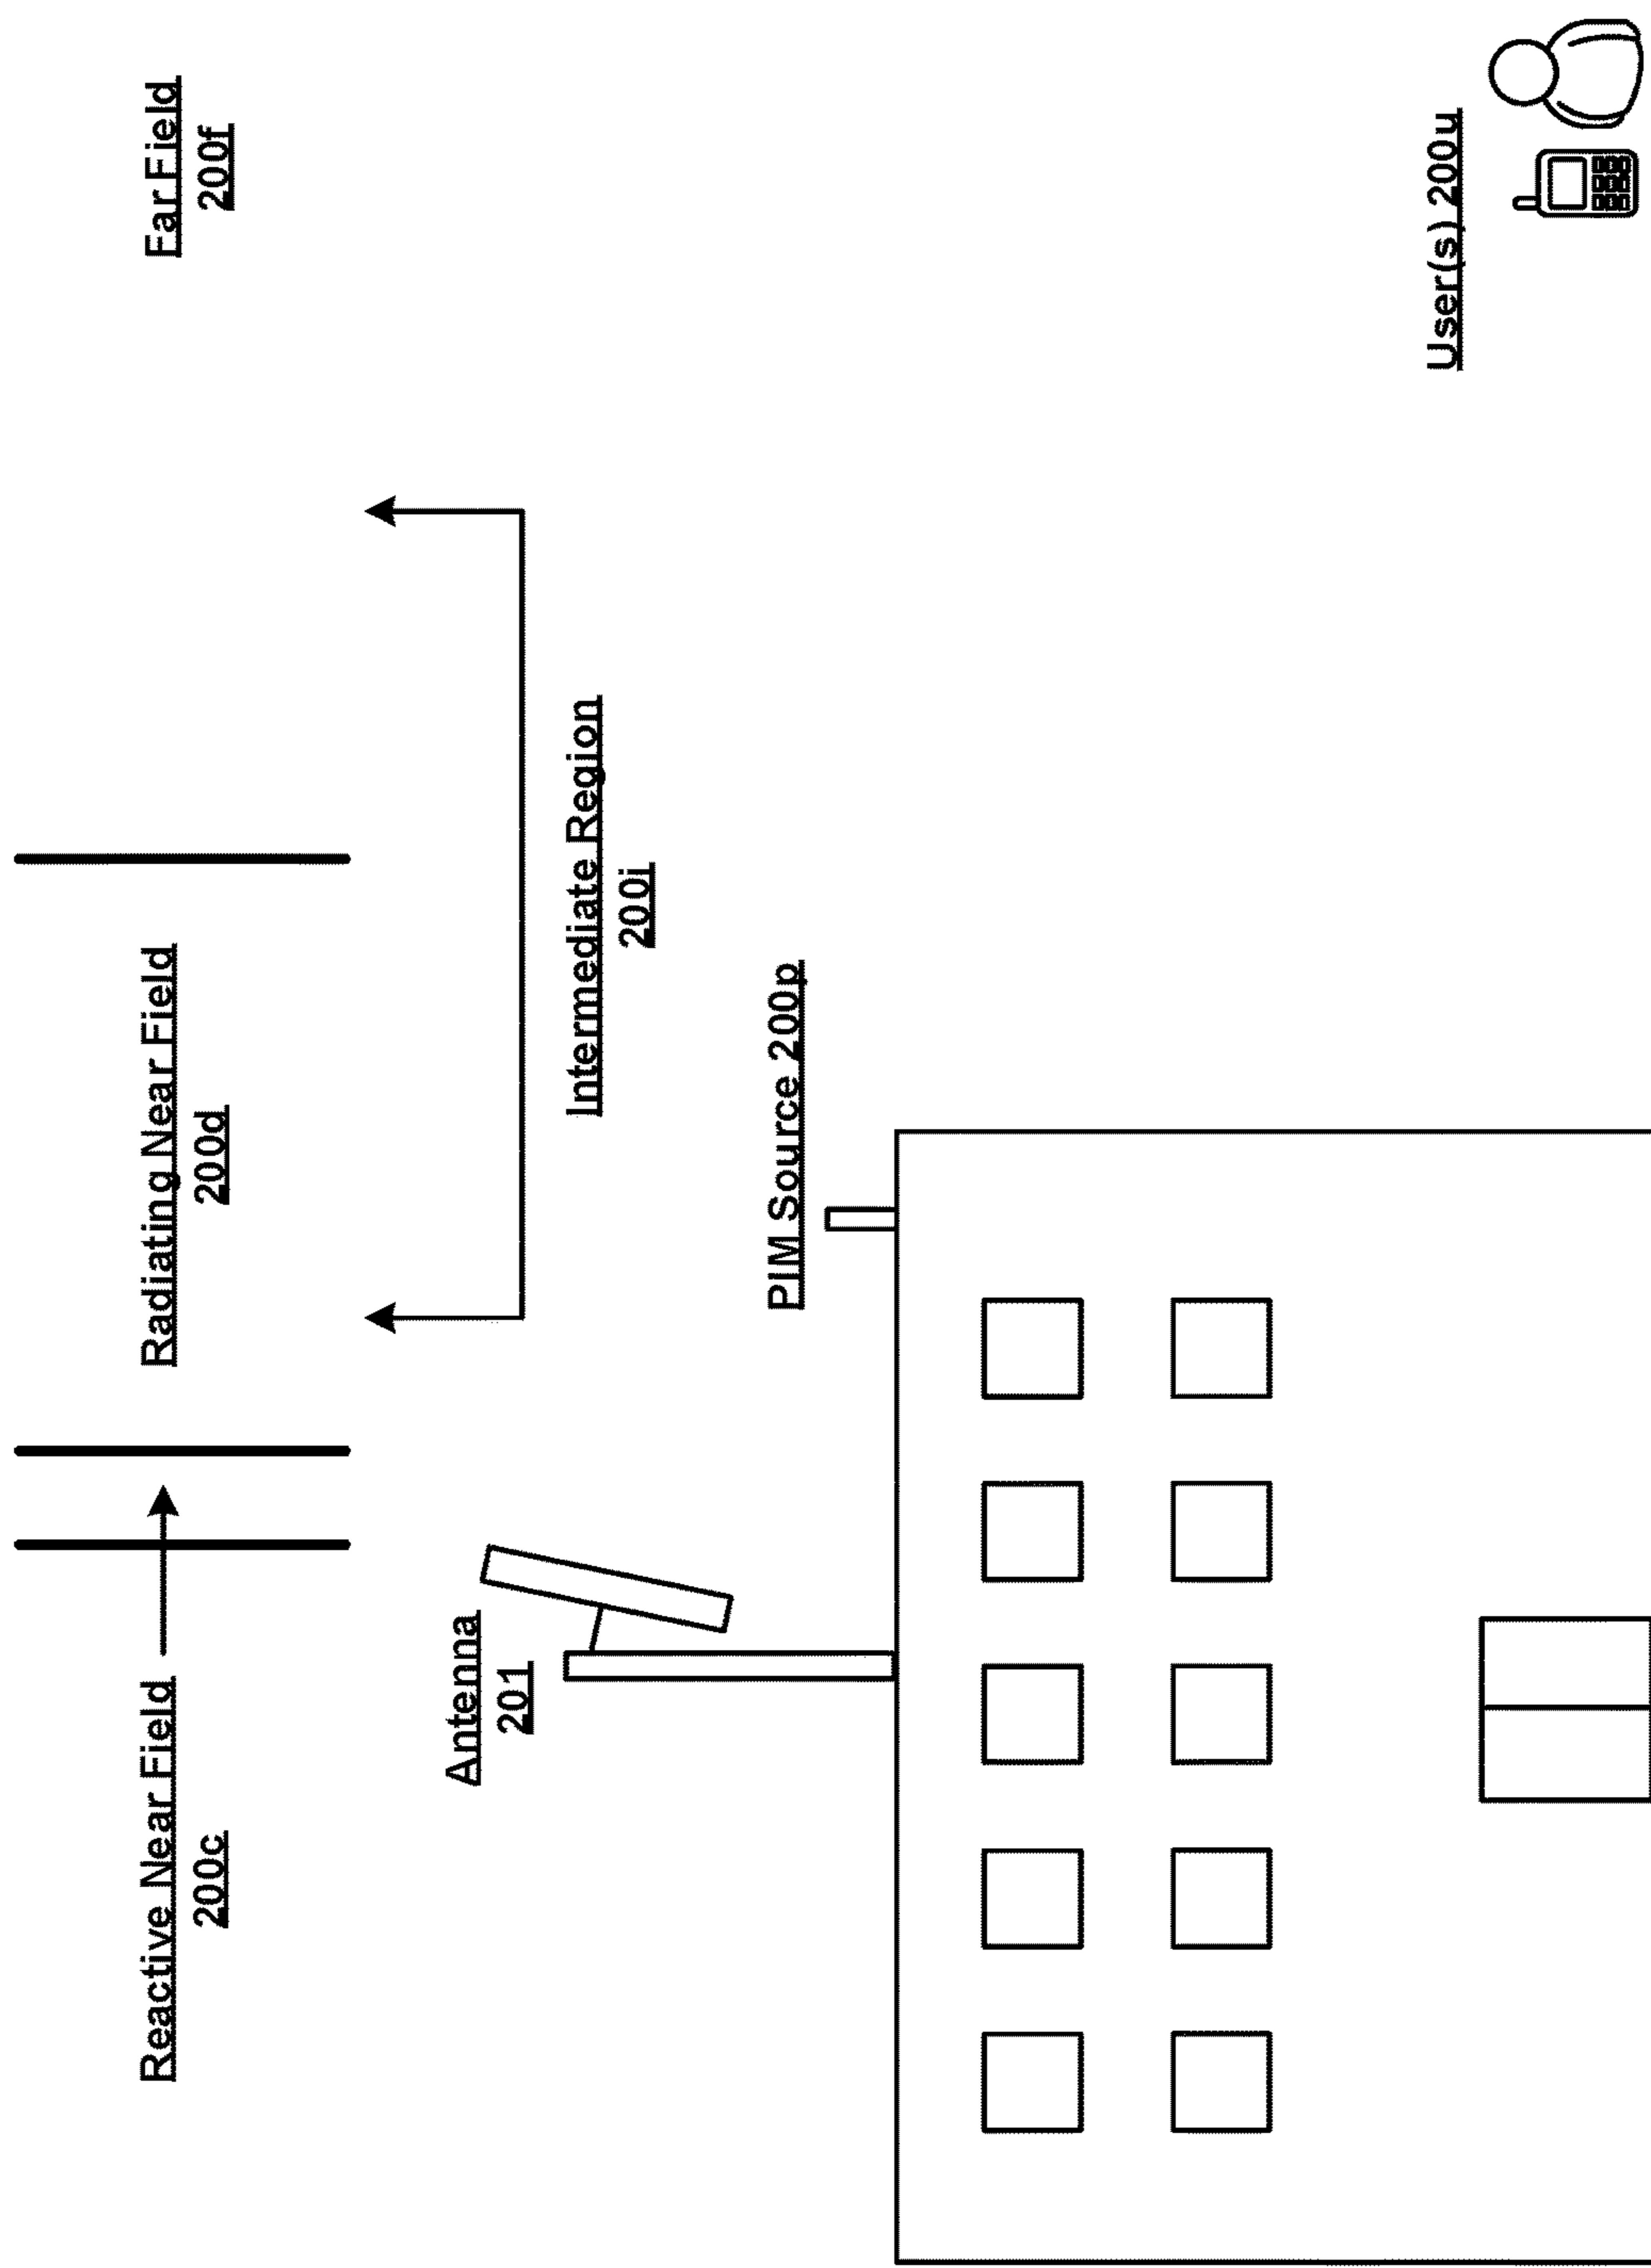 Reactive Near Field
200c
Radiating Near Field
200d
Far Field
200f
Antenna
201
Intermediate Region
200i
PIM Source 200p
User(s) 200u